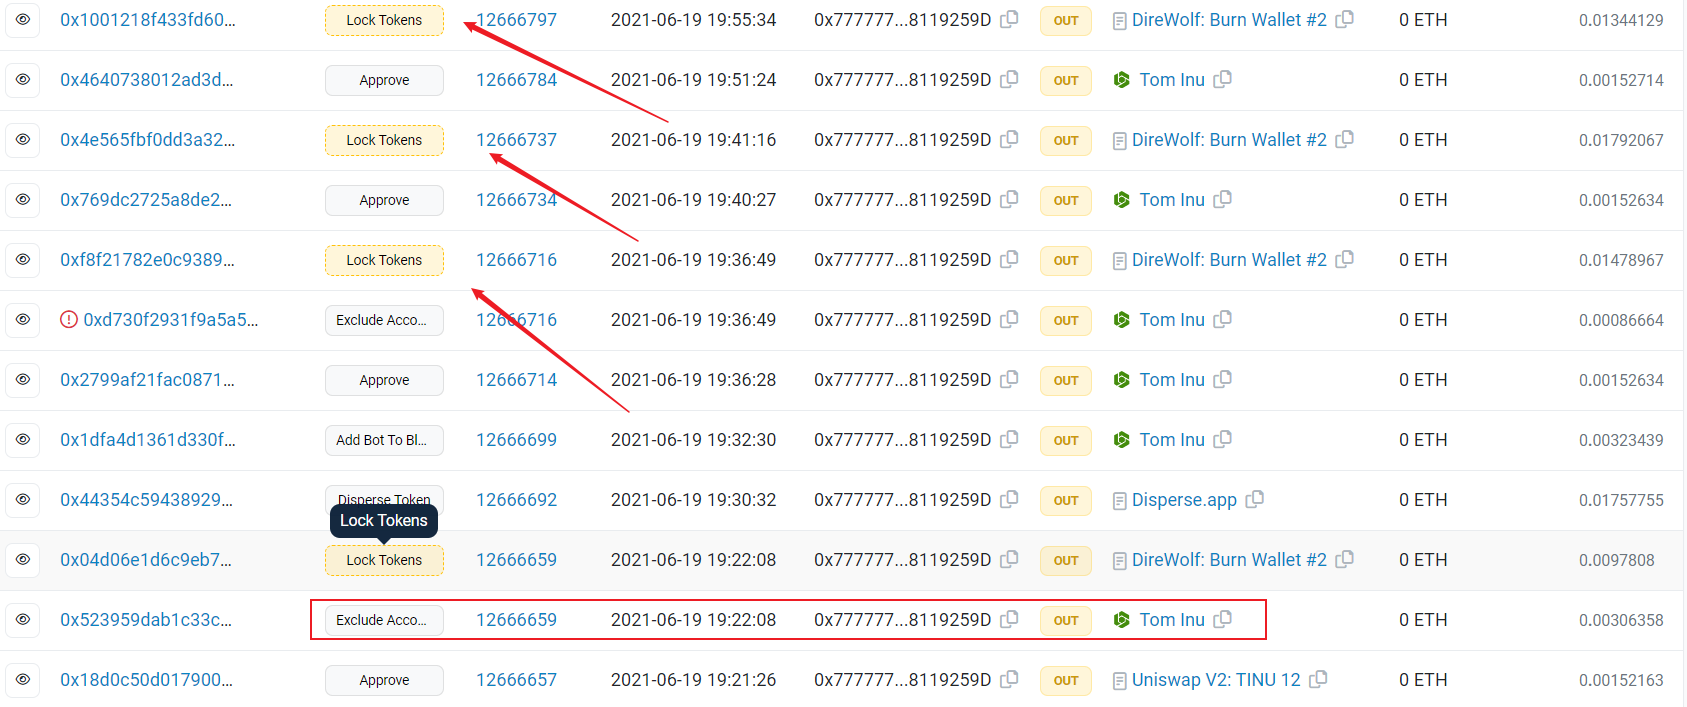 0x1001218f433fd60... Lock Tokens 12666797 2021-06-19 19:55:34 0x777777...8119259D OUT DireWolf: Burn Wallet #2 0 ETH 0.01344129
0x4640738012ad3d... Approve 12666784 2021-06-19 19:51:24 0x777777...8119259D OUT Tom Inu 0 ETH 0.00152714
0x4e565fbf0dd3a32... Lock Tokens 12666737 2021-06-19 19:41:16 0x777777...8119259D OUT DireWolf: Burn Wallet #2 0 ETH 0.01792067
0x769dc2725a8de2... Approve 12666734 2021-06-19 19:40:27 0x777777...8119259D OUT Tom Inu 0 ETH 0.00152634
0xf8f21782e0c9389... Lock Tokens 12666716 2021-06-19 19:36:49 0x777777...8119259D OUT DireWolf: Burn Wallet #2 0 ETH 0.01478967
0xd730f2931f9a5a5... Exclude Acco... 12666716 2021-06-19 19:36:49 0x777777...8119259D OUT Tom Inu 0 ETH 0.00086664
0x2799af21fac0871... Approve 12666714 2021-06-19 19:36:28 0x777777...8119259D OUT Tom Inu 0 ETH 0.00152634
0x1dfa4d1361d330f... Add Bot To Bl... 12666699 2021-06-19 19:32:30 0x777777...8119259D OUT Tom Inu 0 ETH 0.00323439
0x44354c59438929... Disperse Token 12666692 2021-06-19 19:30:32 0x777777...8119259D OUT Disperse.app 0 ETH 0.01757755
Lock Tokens
0x04d06e1d6c9eb7... Lock Tokens 12666659 2021-06-19 19:22:08 0x777777...8119259D OUT DireWolf: Burn Wallet #2 0 ETH 0.0097808
0x523959dab1c33c... Exclude Acco... 12666659 2021-06-19 19:22:08 0x777777...8119259D OUT Tom Inu 0 ETH 0.00306358
0x18d0c50d017900... Approve 12666657 2021-06-19 19:21:26 0x777777...8119259D OUT Uniswap V2: TINU 12 0 ETH 0.00152163